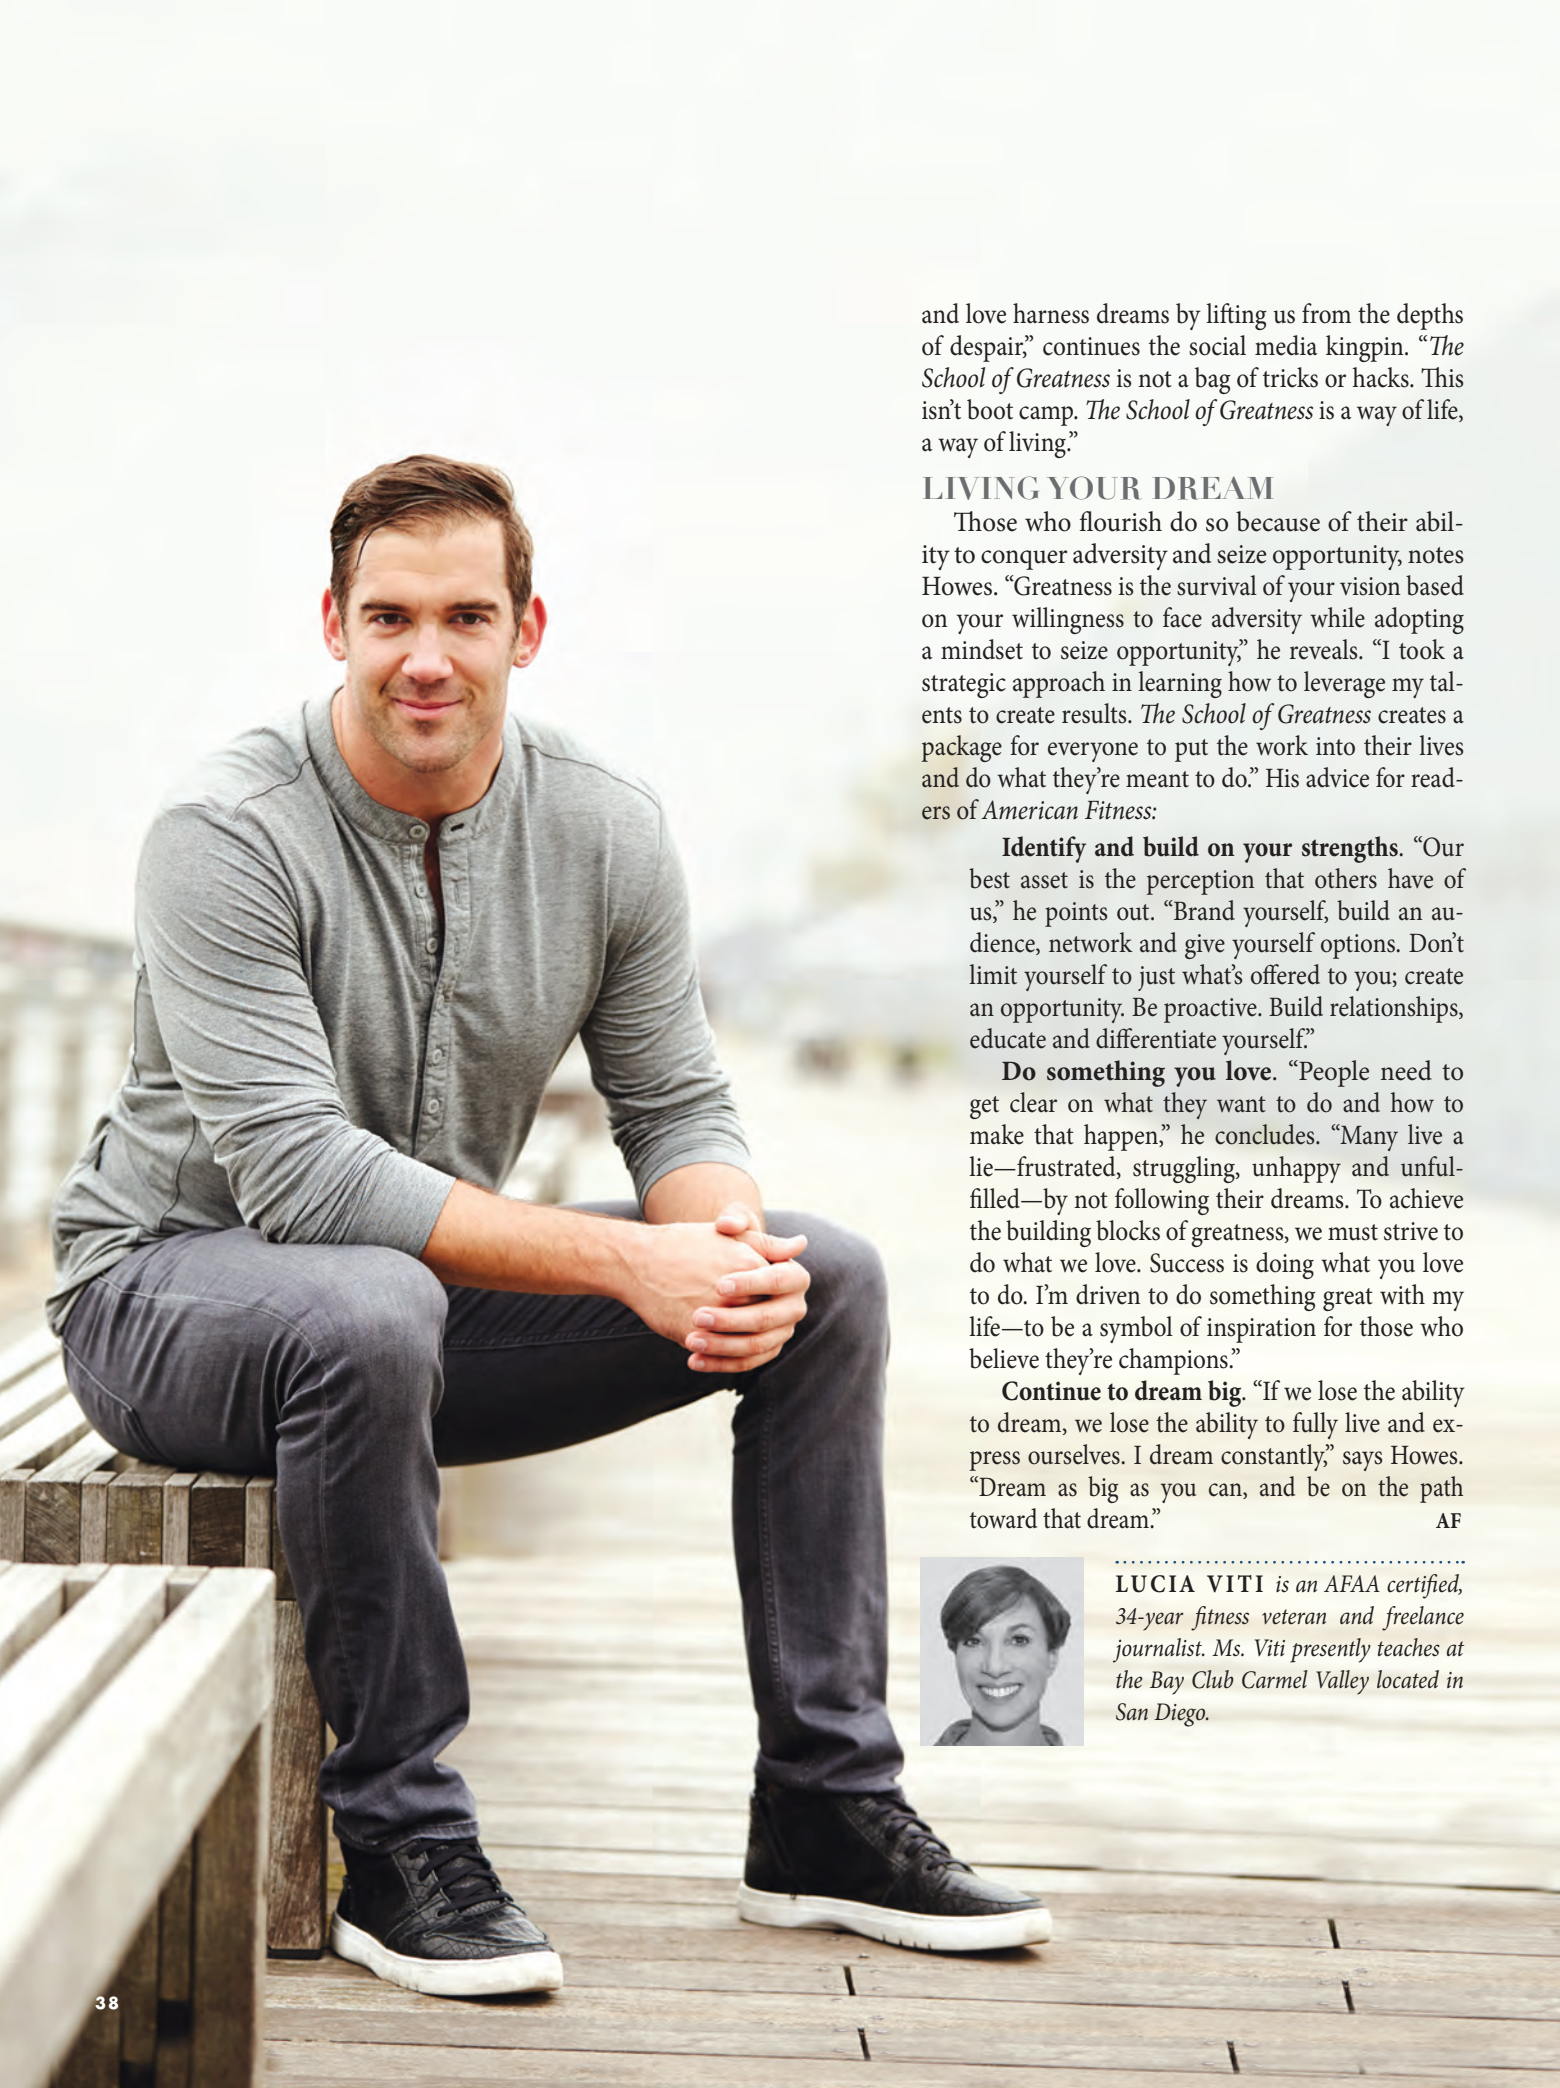 and love harness dreams by lifting us from the depths
of despair,” continues the social media kingpin. “The
School of Greatness is not a bag of tricks or hacks. This
isn’t boot camp. The School of Greatness is a way of life,
a way of living.”
LIVING YOUR DREAM
Those who flourish do so because of their abil-
ity to conquer adversity and seize opportunity, notes
Howes. “Greatness is the survival of your vision based
on your willingness to face adversity while adopting
a mindset to seize opportunity,” he reveals. “I took a
strategic approach in learning how to leverage my tal-
ents to create results. The School of Greatness creates a
package for everyone to put the work into their lives
and do what they’re meant to do.” His advice for read-
ers of American Fitness:
Identify and build on your strengths. “Our
best asset is the perception that others have of
us,” he points out. “Brand yourself, build an au-
dience, network and give yourself options. Don’t
limit yourself to just what’s offered to you; create
an opportunity. Be proactive. Build relationships,
educate and differentiate yourself.”
Do something you love. “People need to
get clear on what they want to do and how to
make that happen,” he concludes. “Many live a
lie—frustrated, struggling, unhappy and unful-
filled—by not following their dreams. To achieve
the building blocks of greatness, we must strive to
do what we love. Success is doing what you love
to do. I’m driven to do something great with my
life—to be a symbol of inspiration for those who
believe they’re champions.”
Continue to dream big. “If we lose the ability
to dream, we lose the ability to fully live and ex-
press ourselves. I dream constantly,” says Howes.
“Dream as big as you can, and be on the path
toward that dream.” AF
LUCIA VITI is an AFAA certified,
34-year fitness veteran and freelance
journalist. Ms. Viti presently teaches at
the Bay Club Carmel Valley located in
San Diego.
38